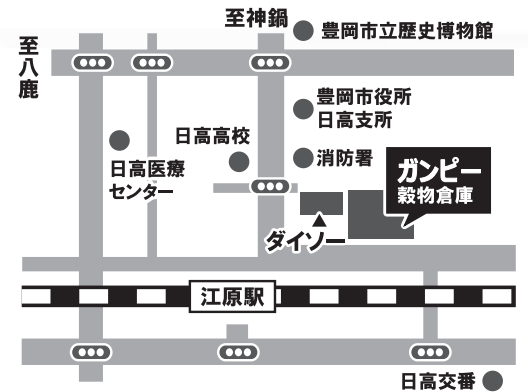 至神鍋
豊岡市立歴史博物館
至八鹿
豊岡市役所
日高支所
日高高校
消防署
日高医療
センター
ガンピー
穀物倉庫
ダイソー
江原駅
日高交番